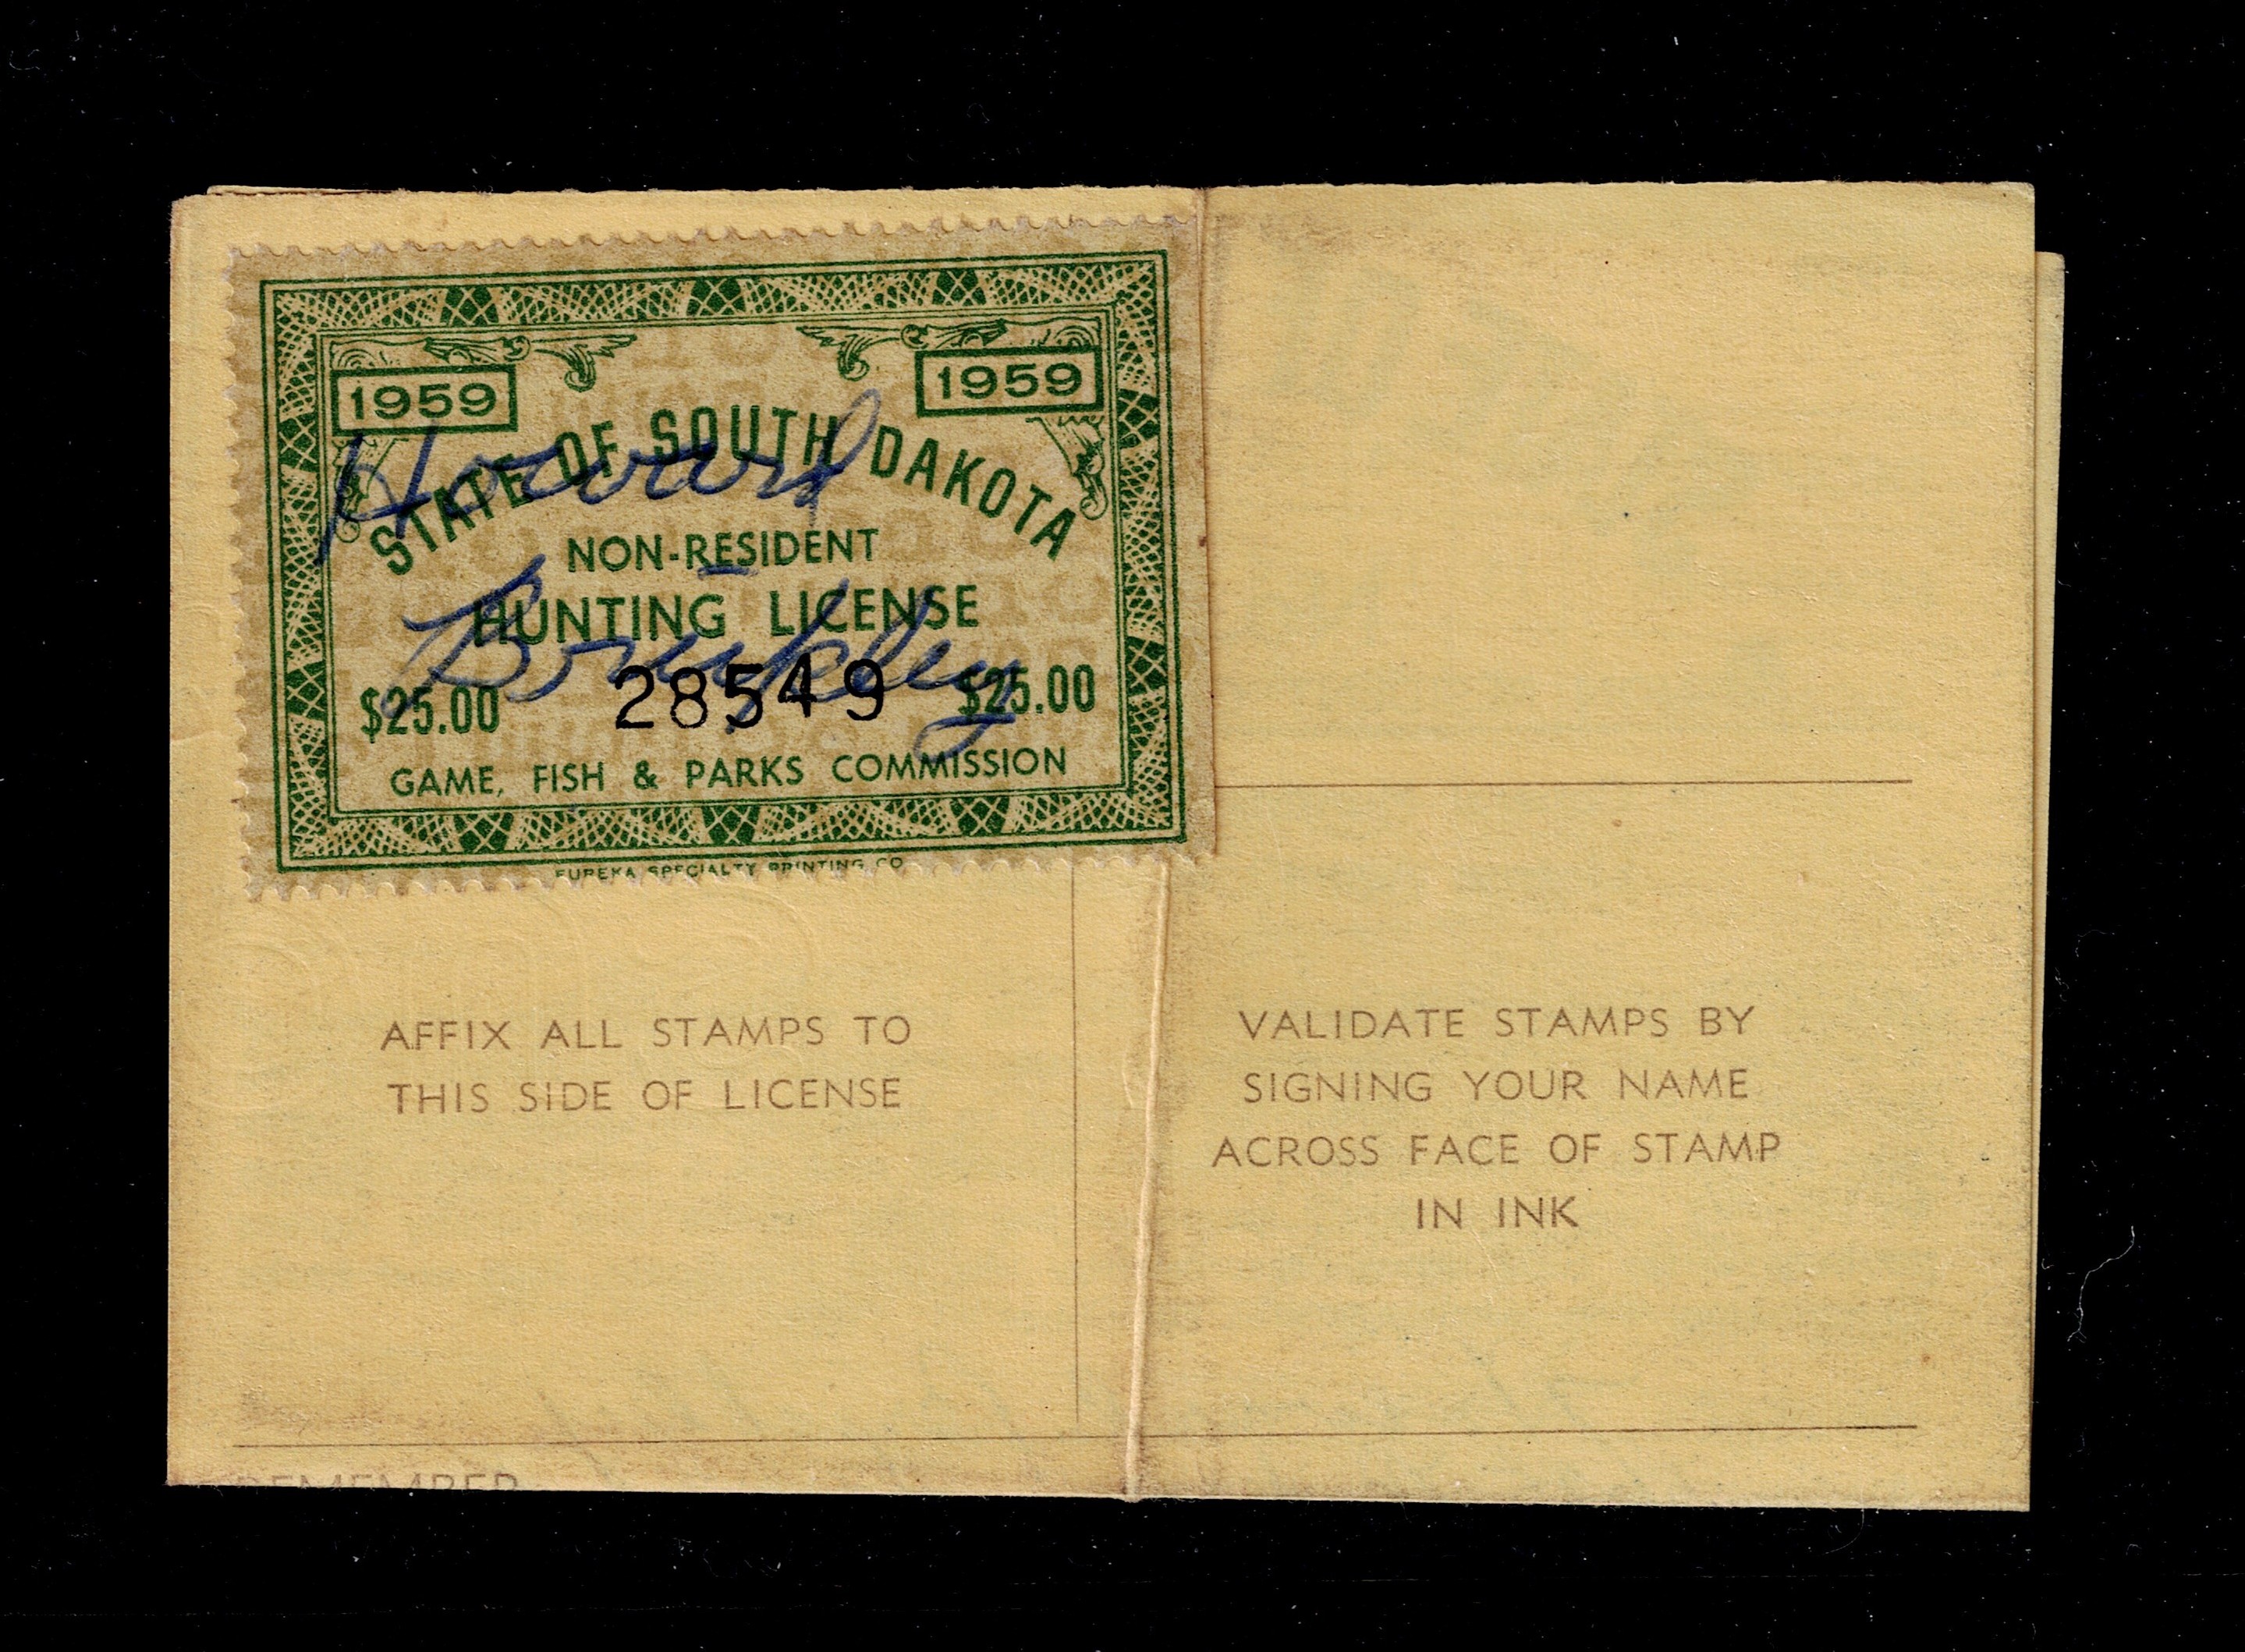 1959 1959
STATE OF SOUTH DAKOTA
Howard
NON-RESIDENT
HUNTING LICENSE
Brinkley
$25.00 28549 $25.00
GAME, FISH & PARKS COMMISSION
EUREKA SPECIALTY PRINTING CO
AFFIX ALL STAMPS TO
THIS SIDE OF LICENSE
VALIDATE STAMPS BY
SIGNING YOUR NAME
ACROSS FACE OF STAMP
IN INK
REMEMBER